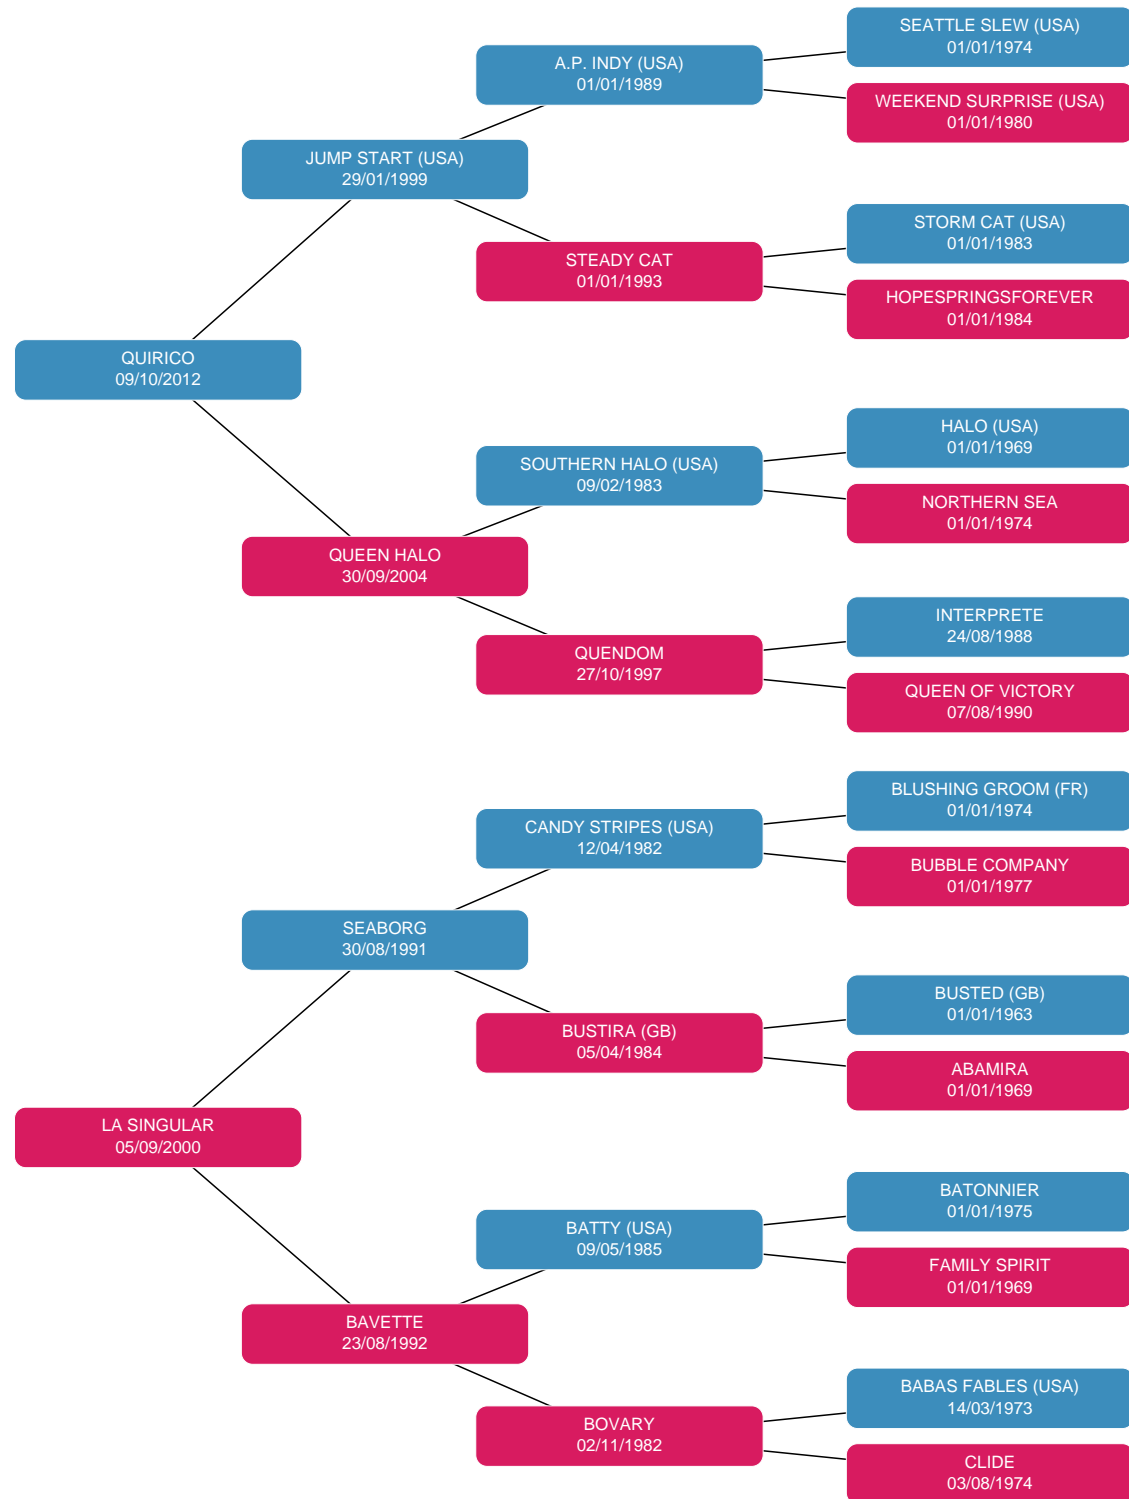 SEATTLE SLEW (USA)
01/01/1974
A.P. INDY (USA)
01/01/1989
WEEKEND SURPRISE (USA)
01/01/1980
JUMP START (USA)
29/01/1999
STORM CAT (USA)
01/01/1983
STEADY CAT
01/01/1993
HOPESPRINGSFOREVER
01/01/1984
QUIRICO
09/10/2012
HALO (USA)
01/01/1969
SOUTHERN HALO (USA)
09/02/1983
NORTHERN SEA
01/01/1974
QUEEN HALO
30/09/2004
INTERPRETE
24/08/1988
QUENDOM
27/10/1997
QUEEN OF VICTORY
07/08/1990
BLUSHING GROOM (FR)
01/01/1974
CANDY STRIPES (USA)
12/04/1982
BUBBLE COMPANY
01/01/1977
SEABORG
30/08/1991
BUSTED (GB)
01/01/1963
BUSTIRA (GB)
05/04/1984
ABAMIRA
01/01/1969
LA SINGULAR
05/09/2000
BATONNIER
01/01/1975
BATTY (USA)
09/05/1985
FAMILY SPIRIT
01/01/1969
BAVETTE
23/08/1992
BABAS FABLES (USA)
14/03/1973
BOVARY
02/11/1982
CLIDE
03/08/1974